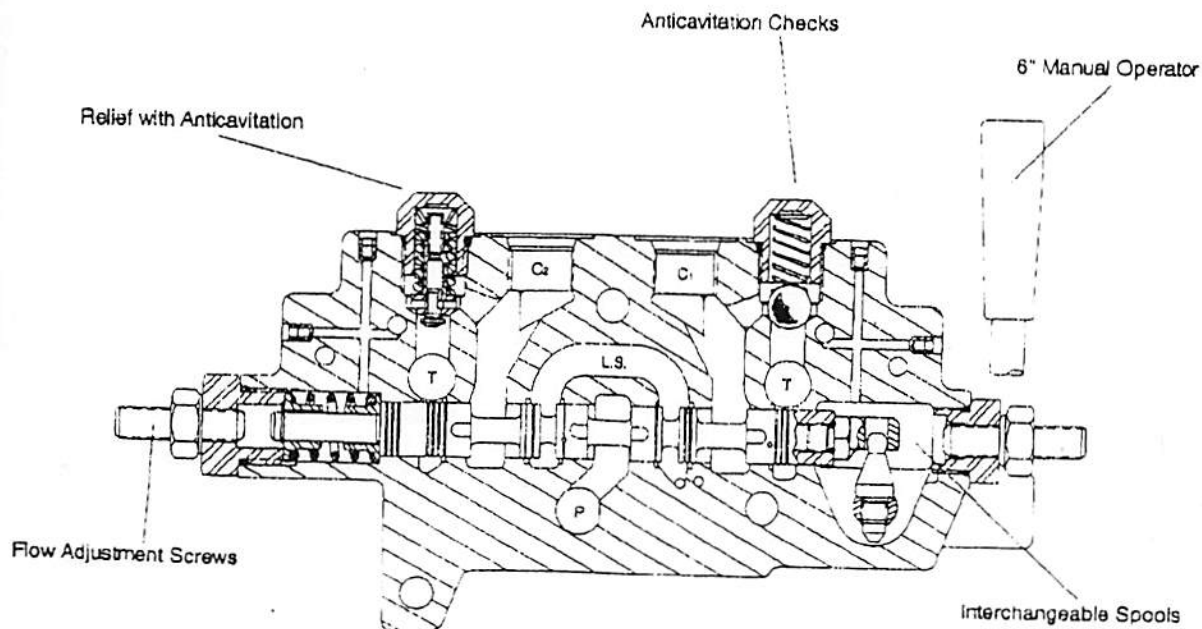 Anticavitation Checks
6" Manual Operator
Relief with Anticavitation
C₂
C₁
L.S.
T
T
P
Flow Adjustment Screws
Interchangeable Spools